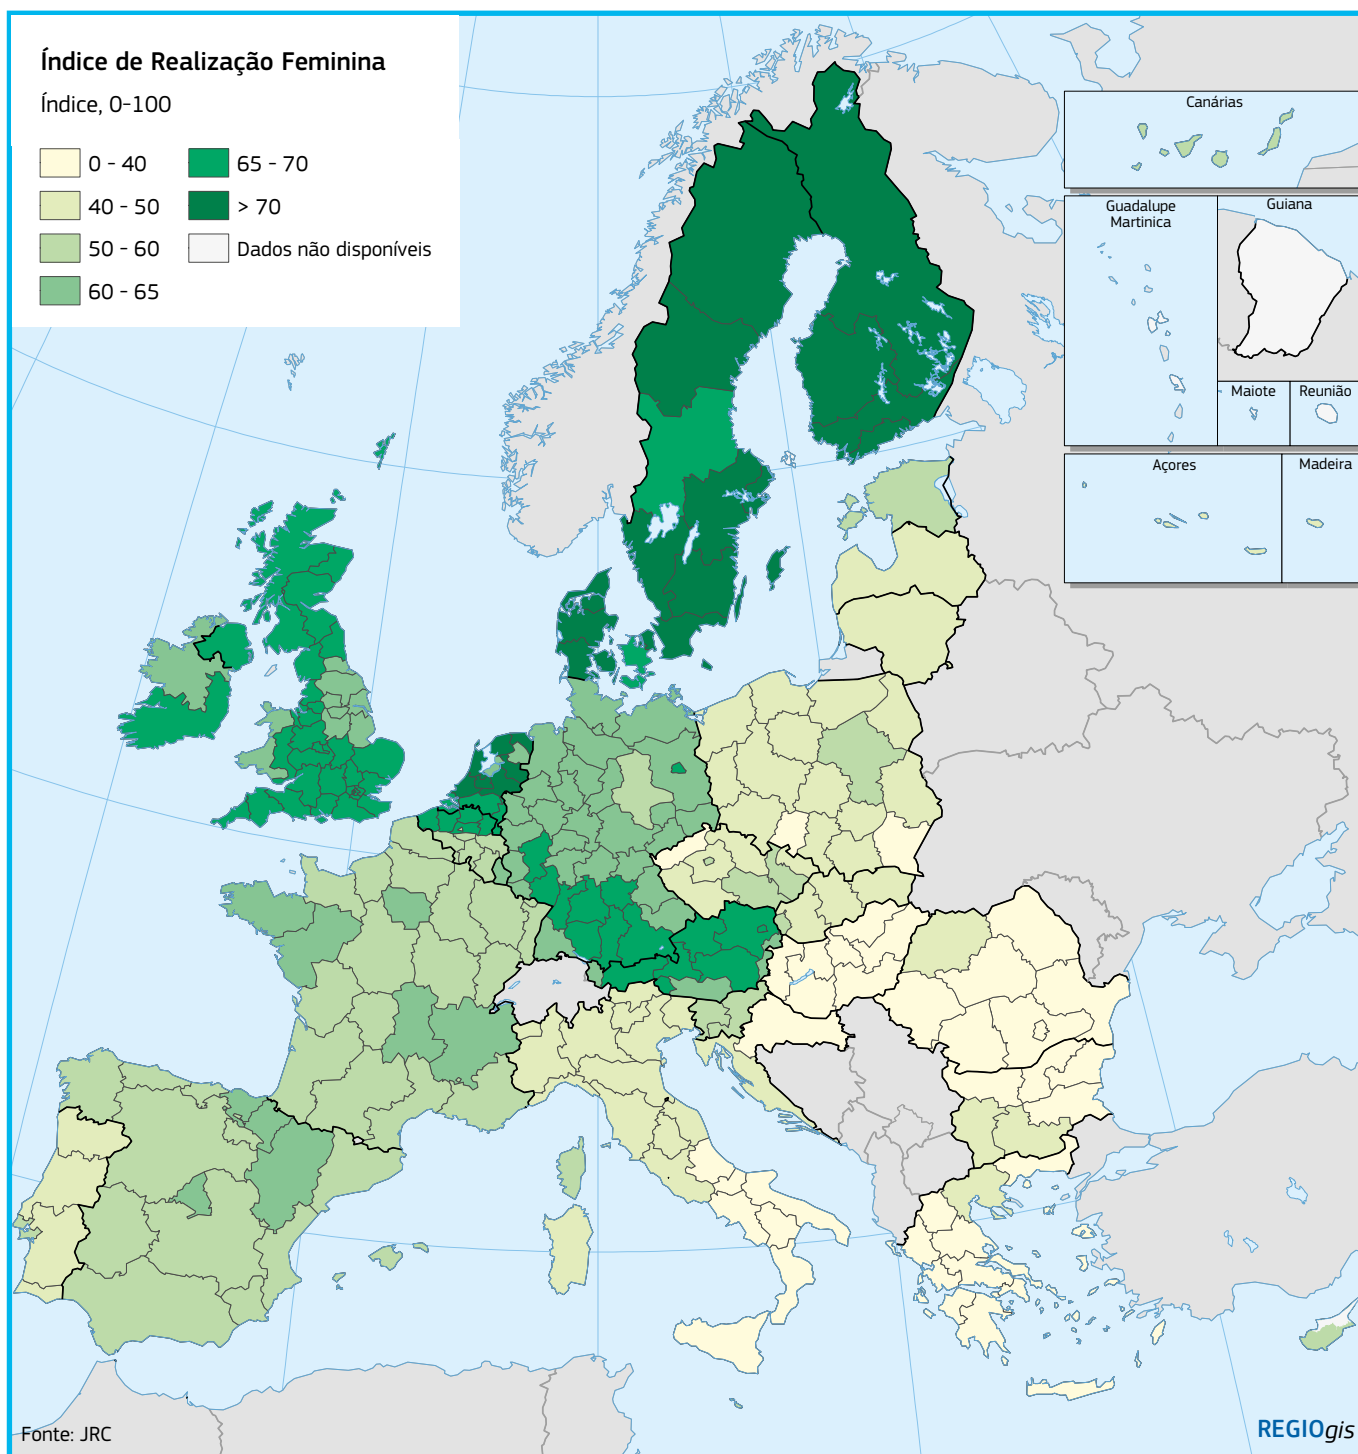 Índice de Realização Feminina
Índice, 0-100
0 - 40
40 - 50
50 - 60
60 - 65
65 - 70
> 70
Dados não disponíveis
Canárias
Guadalupe
Martinica
Guiana
Maiote
Reunião
Açores
Madeira
Fonte: JRC
REGIOgis